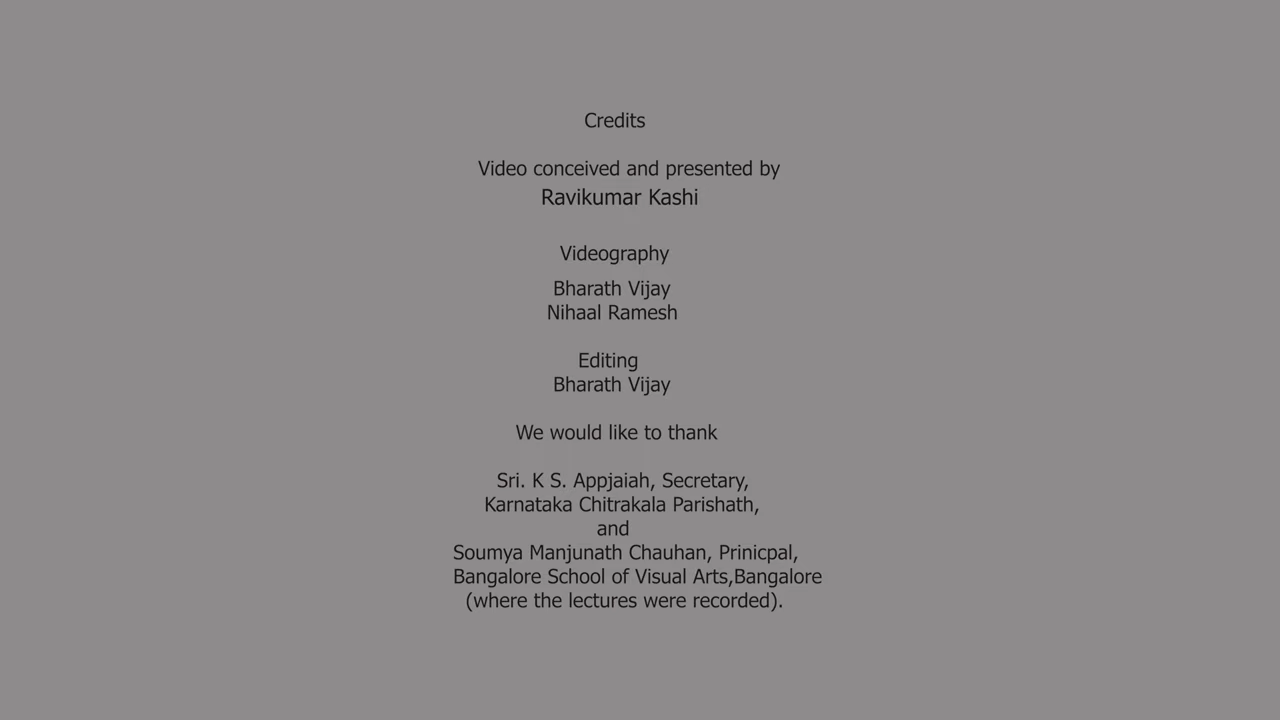 Credits
Video conceived and presented by
Ravikumar Kashi
Videography
Bharath Vijay
Nihaal Ramesh
Editing
Bharath Vijay
We would like to thank
Sri. K S. Appjaiah, Secretary,
Karnataka Chitrakala Parishath,
and
Soumya Manjunath Chauhan, Prinicpal,
Bangalore School of Visual Arts,Bangalore
(where the lectures were recorded).